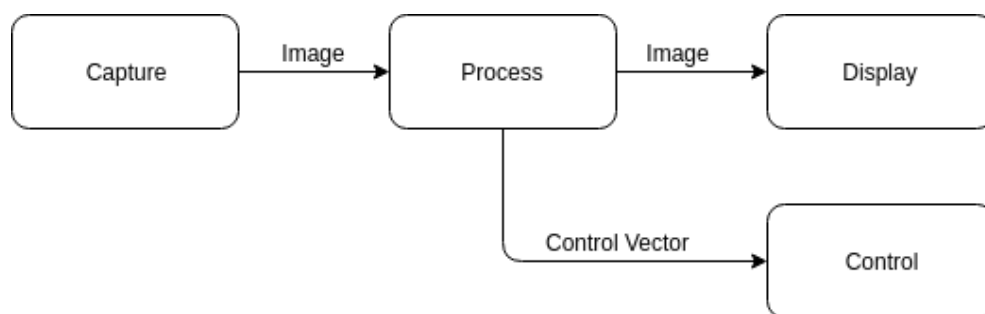 Capture
Image
Process
Image
Display
Control Vector
Control